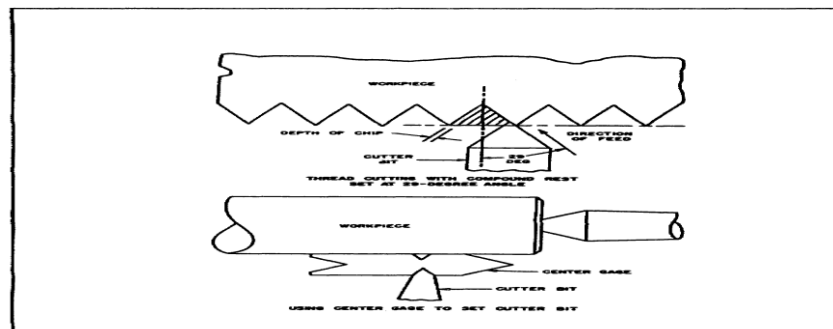 WORKPIECE
DEPTH OF CHIP
DIRECTION
OF FEED
CUTTER
BIT
29
DEG
THREAD CUTTING WITH COMPOUND REST
SET AT 29-DEGREE ANGLE
WORKPIECE
CENTER GAGE
CUTTER BIT
USING CENTER GAGE TO SET CUTTER BIT